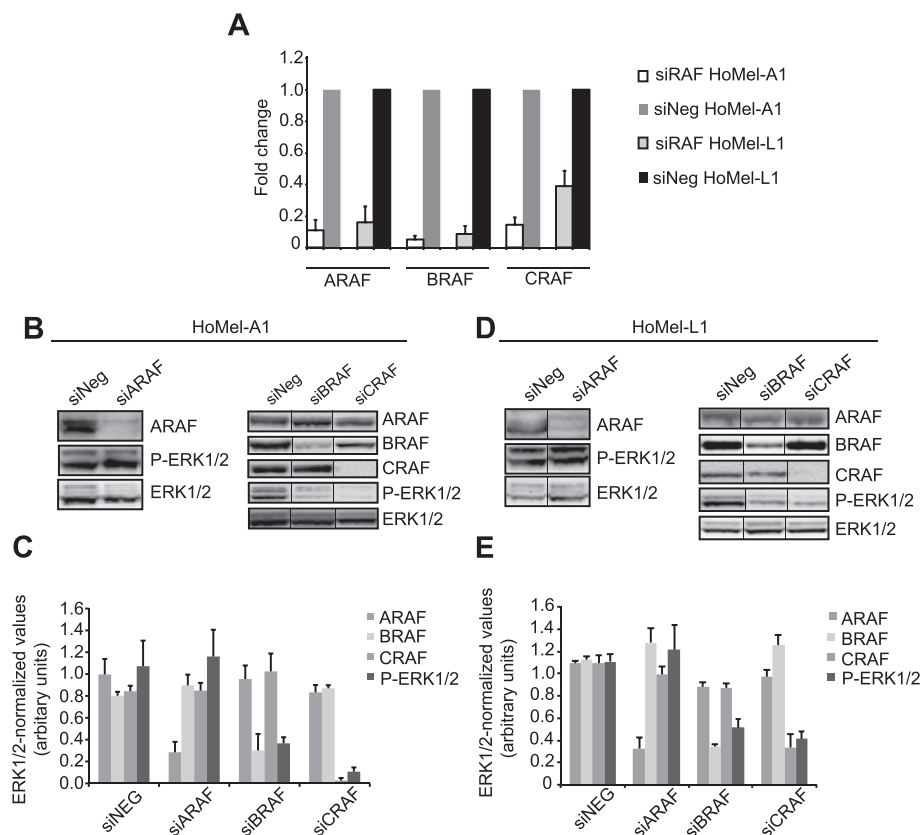 A
Fold change
1.2
1.0
0.8
0.6
0.4
0.2
0
ARAF
BRAF
CRAF
siRAF HoMel-A1
siNeg HoMel-A1
siRAF HoMel-L1
siNeg HoMel-L1
B
HoMel-A1
siNeg
siARAF
ARAF
P-ERK1/2
ERK1/2
siNeg
siBRAF
siCRAF
ARAF
BRAF
CRAF
P-ERK1/2
ERK1/2
D
HoMel-L1
siNeg
siARAF
ARAF
P-ERK1/2
ERK1/2
siNeg
siBRAF
siCRAF
ARAF
BRAF
CRAF
P-ERK1/2
ERK1/2
C
ERK1/2-normalized values
(arbitary units)
1.6
1.4
1.2
1.0
0.8
0.6
0.4
0.2
0.0
siNEG
siARAF
siBRAF
siCRAF
ARAF
BRAF
CRAF
P-ERK1/2
E
ERK1/2-normalized values
(arbitrary units)
1.6
1.4
1.2
1.0
0.8
0.6
0.4
0.2
0.0
siNEG
siARAF
siBRAF
siCRAF
ARAF
BRAF
CRAF
P-ERK1/2